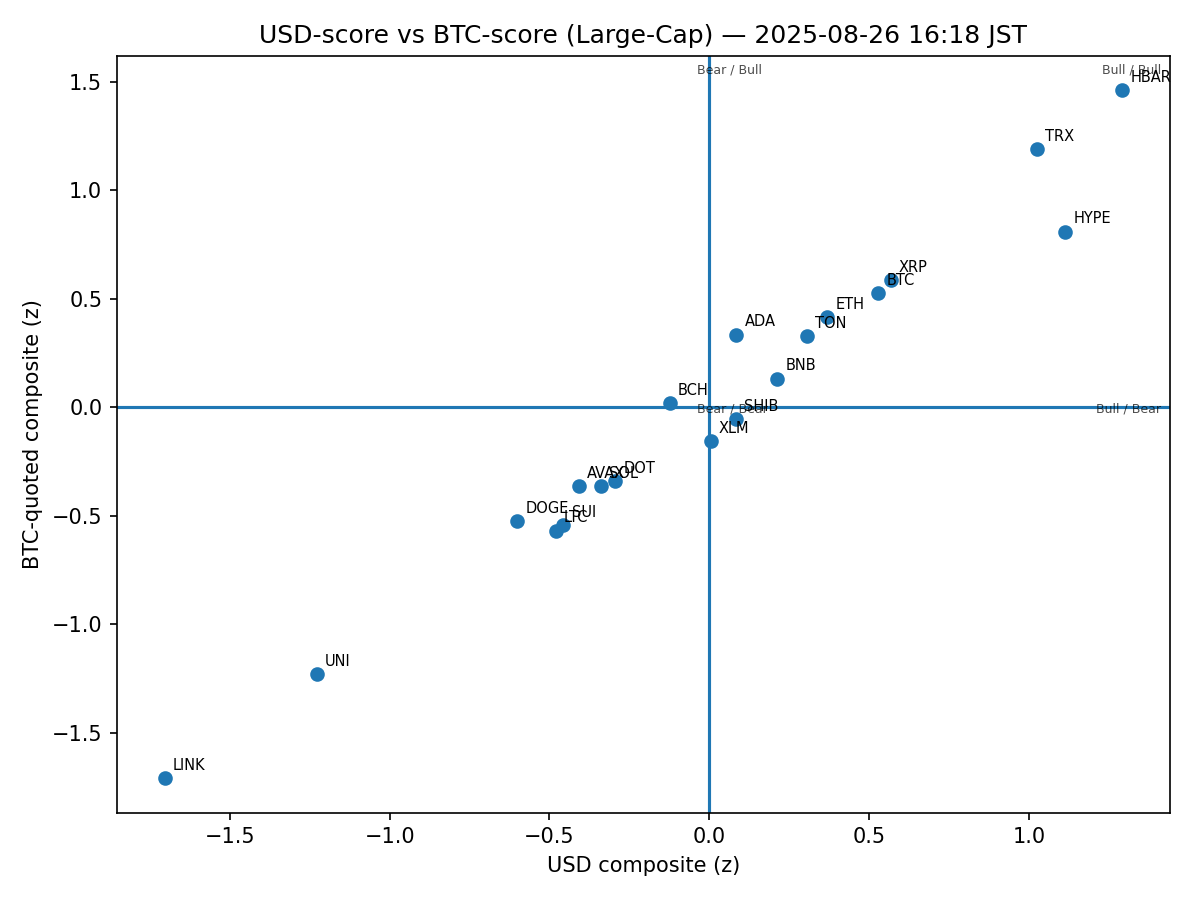 USD-score vs BTC-score (Large-Cap) — 2025-08-26 16:18 JST
Bear / Bull
Bull / Bull
HBAR
TRX
HYPE
XRP
BTC
ETH
TON
ADA
BNB
BCH
SHIB
Bear / Bear
Bull / Bear
XLM
DOT
SOL
AVAX
DOGE
SUI
LTC
UNI
LINK
1.5
1.0
0.5
0.0
−0.5
−1.0
−1.5
BTC-quoted composite (z)
−1.5
−1.0
−0.5
0.0
0.5
1.0
USD composite (z)